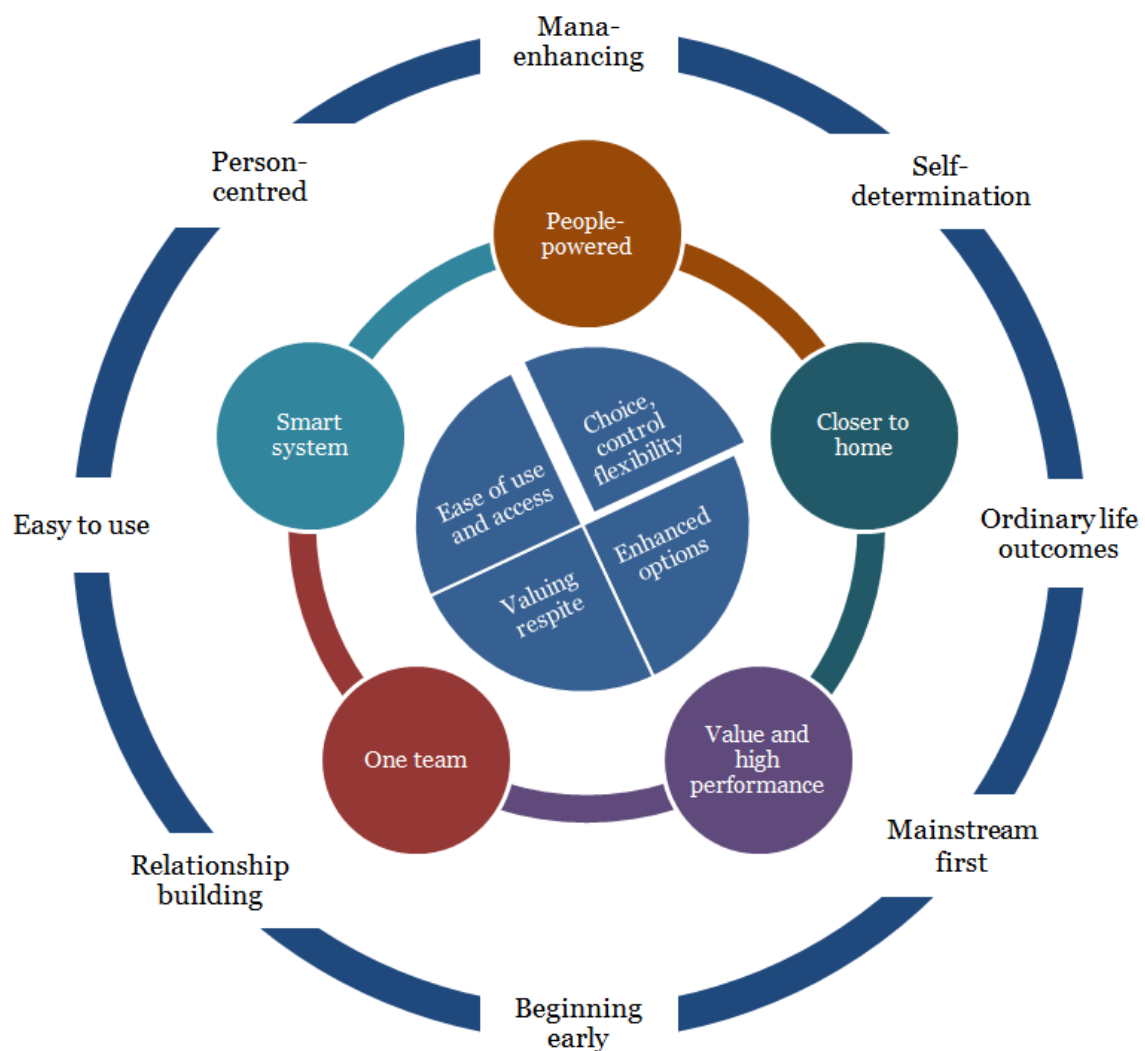 Mana-
enhancing
Person-
centred
Self-
determination
People-
powered
Smart
system
Closer to
home
Choice,
control
flexibility
Ease of use
and access
Enhanced
options
Valuing
respite
Easy to use
Ordinary life
outcomes
One team
Value and
high
performance
Relationship
building
Mainstream
first
Beginning
early